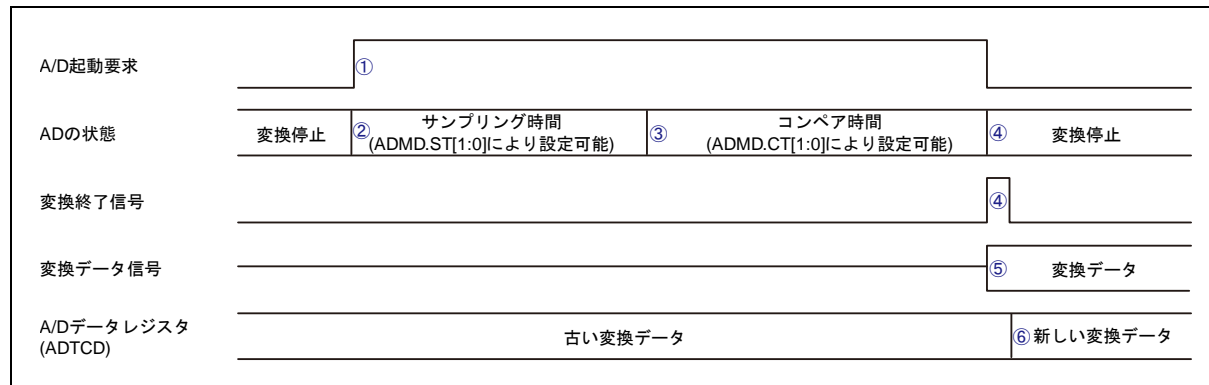 A/D起動要求
①
ADの状態
変換停止
②
サンプリング時間
(ADMD.ST[1:0]により設定可能)
③
コンペア時間
(ADMD.CT[1:0]により設定可能)
④
変換停止
変換終了信号
④
変換データ信号
⑤
変換データ
A/Dデータレジスタ
(ADTCD)
古い変換データ
⑥新しい変換データ